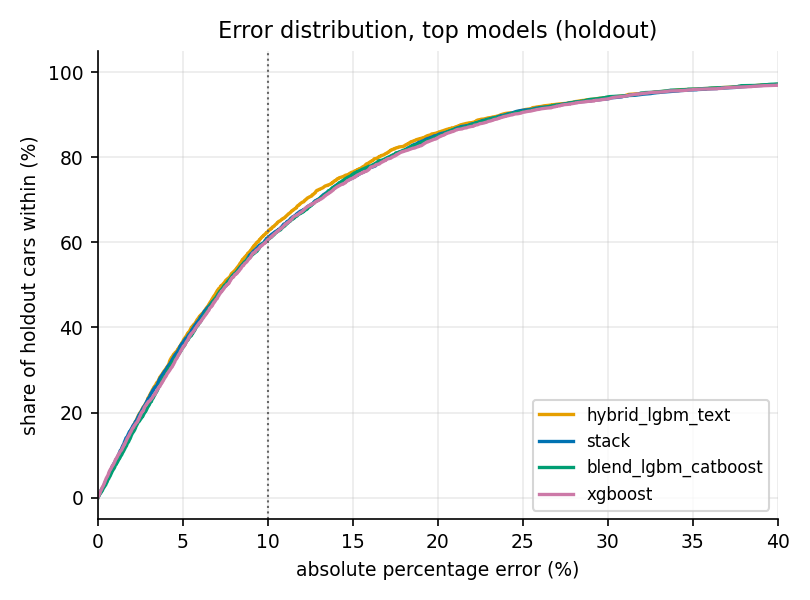 Error distribution, top models (holdout)
share of holdout cars within (%)
100
80
60
40
20
0
0 5 10 15 20 25 30 35 40
absolute percentage error (%)
hybrid_lgbm_text
stack
blend_lgbm_catboost
xgboost